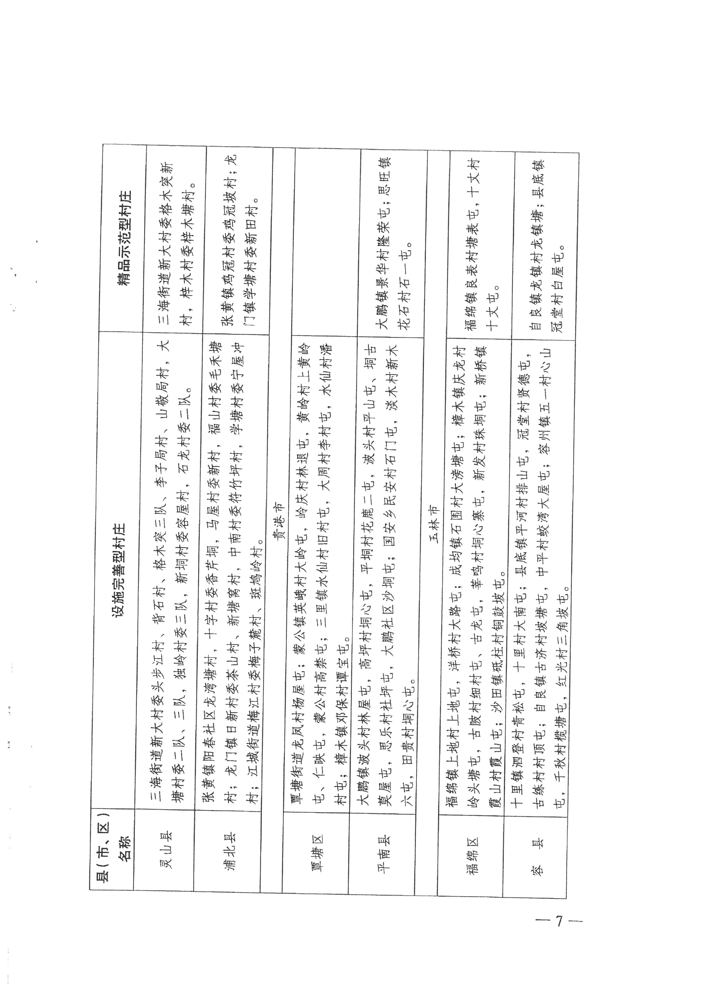 县(市、区)
名称
设施完善型村庄
精品示范型村庄
灵山县
三海街道新大村委头步江村、背石村、格木突三队、李子局村、山敬局村，大
塘村委二队、三队，独岭村委三队，新垌村委容屋村，石龙村委二队。
三海街道新大村委格木突新
村，梓木村委梓木塘村。
浦北县
张黄镇阳春社区龙湾塘村，十字村委香芹垌，马屋村委新村，福山村委毛禾塘
村；龙门镇日新村委茶山村、新塘窝村，中南村委符竹坪村，学塘村委宁屋冲
村；江城街道梅江村委梅子麓村、斑鸠岭村。
张黄镇鸡冠村委鸡冠坡村；龙
门镇学塘村委新田村。
贵港市
覃塘区
覃塘街道龙凤村杨屋屯；蒙公镇英峨村大岭屯，岭庆村林退屯，黄岭村上黄岭
屯、仁映屯，蒙公村高禁屯；三里镇水仙村旧村屯，大周村李村屯，水仙村潘
村屯；樟木镇邓保村谭宝屯。
平南县
大鹏镇波头村林屋屯，高坪村垌心屯，平垌村花鹿二屯，波头村平山屯、垌古
莫屋屯，思乐村社坪屯，大鹏社区沙垌屯；国安乡民安村石门屯，淡木村新木
六屯，田贵村垌心屯。
大鹏镇景华村隆荣屯；思旺镇
花石村石一屯。
玉林市
福绵区
福绵镇上地村上地屯，洋桥村大路屯；成均镇石围村大滂塘屯；樟木镇庆龙村
岭头塘屯，古陂村细村屯、古龙屯，莘鸣村垌心寨屯，新发村珠垌屯；新桥镇
霞山村霞山屯；沙田镇砥柱村铜鼓坡屯。
福绵镇良表村塘表屯，十丈村
十丈屯。
容　县
十里镇泗登村青松屯，十里村大南屯；县底镇平河村排山屯，冠堂村贤德屯，
古练村村顶屯；自良镇古济村坡塘屯，中平村蛟湾大屋屯；容州镇五一村心山
屯，千秋村榄塘屯，红光村三角坡屯。
自良镇龙镇村龙镇塘；县底镇
冠堂村白屋屯。
— 7 —